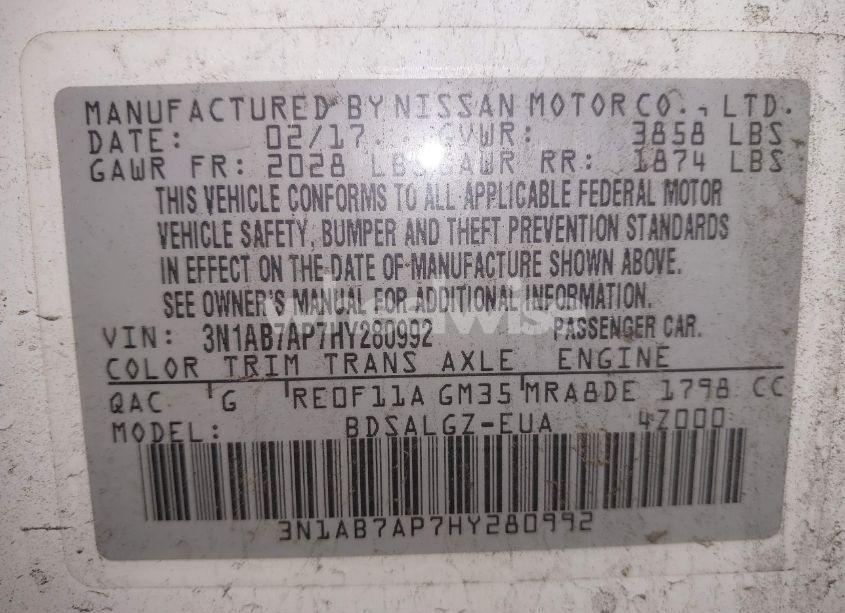 MANUFACTURED BY NISSAN MOTOR CO., LTD.
DATE: 02/17. GVWR: 3858 LBS
GAWR FR: 2028 LBS GAWR RR: 1874 LBS
THIS VEHICLE CONFORMS TO ALL APPLICABLE FEDERAL MOTOR
VEHICLE SAFETY, BUMPER AND THEFT PREVENTION STANDARDS
IN EFFECT ON THE DATE OF MANUFACTURE SHOWN ABOVE.
SEE OWNER'S MANUAL FOR ADDITIONAL INFORMATION.
VIN: 3N1AB7AP7HY280992 PASSENGER CAR.
COLOR TRIM TRANS AXLE ENGINE
QAC G RE0F11A GM35 MRA8DE 1798 CC
MODEL: BDSALGZ-EUA 4Z000
3N1AB7AP7HY280992